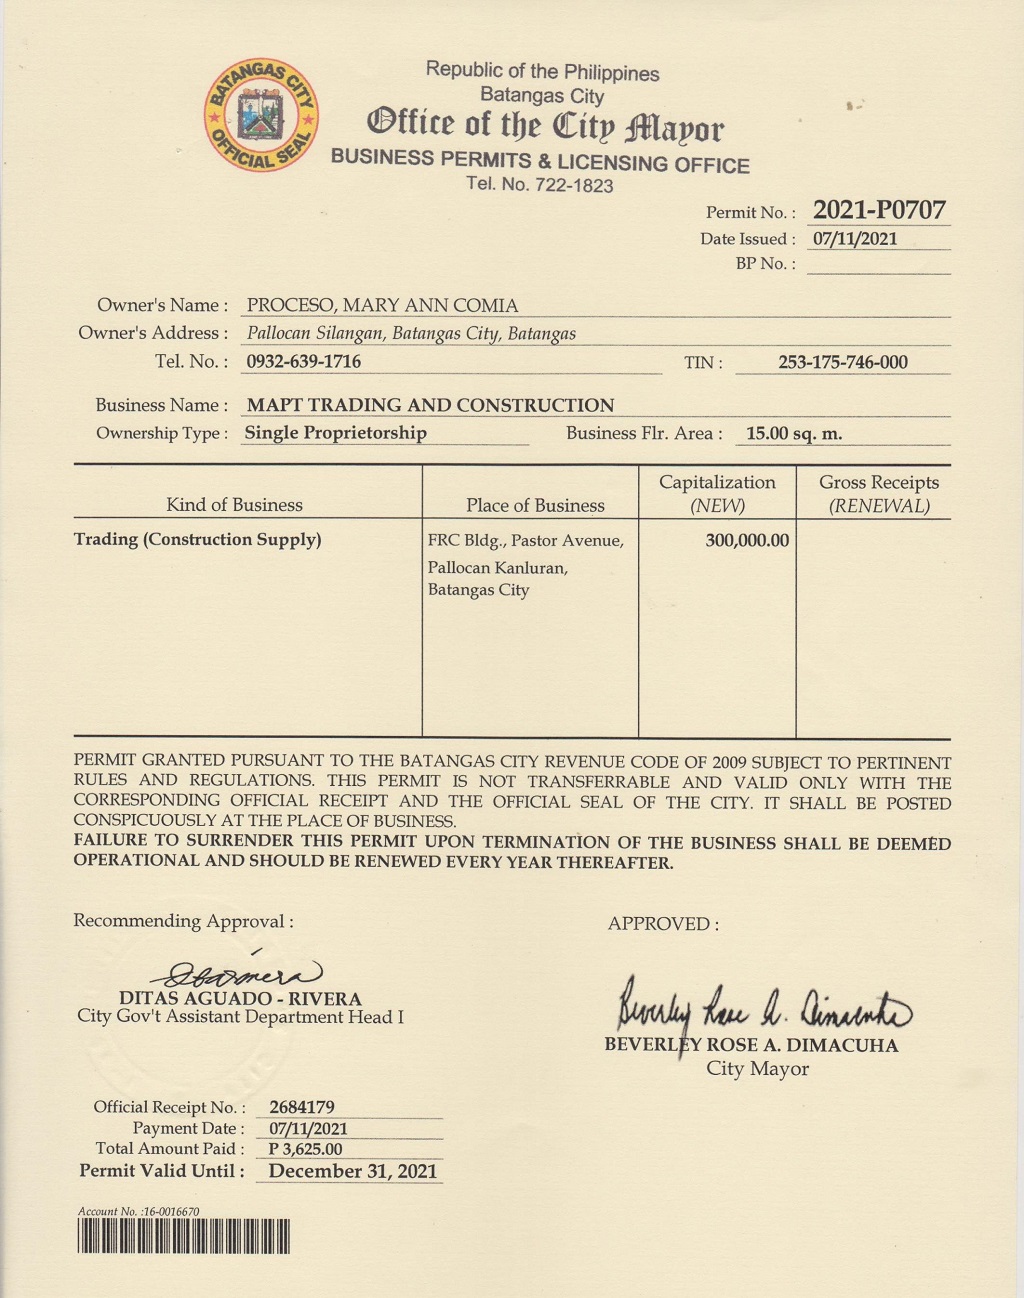 BATANGAS CITY
OFFICIAL SEAL
Republic of the Philippines
Batangas City
Office of the City Mayor
BUSINESS PERMITS & LICENSING OFFICE
Tel. No. 722-1823
Permit No. : 2021-P0707
Date Issued : 07/11/2021
BP No. :
Owner's Name : PROCESO, MARY ANN COMIA
Owner's Address : Pallocan Silangan, Batangas City, Batangas
Tel. No. : 0932-639-1716 TIN : 253-175-746-000
Business Name : MAPT TRADING AND CONSTRUCTION
Ownership Type : Single Proprietorship Business Flr. Area : 15.00 sq. m.
Kind of Business Place of Business Capitalization (NEW) Gross Receipts (RENEWAL)
Trading (Construction Supply) FRC Bldg., Pastor Avenue, 300,000.00
Pallocan Kanluran,
Batangas City
PERMIT GRANTED PURSUANT TO THE BATANGAS CITY REVENUE CODE OF 2009 SUBJECT TO PERTINENT
RULES AND REGULATIONS. THIS PERMIT IS NOT TRANSFERRABLE AND VALID ONLY WITH THE
CORRESPONDING OFFICIAL RECEIPT AND THE OFFICIAL SEAL OF THE CITY. IT SHALL BE POSTED
CONSPICUOUSLY AT THE PLACE OF BUSINESS.
FAILURE TO SURRENDER THIS PERMIT UPON TERMINATION OF THE BUSINESS SHALL BE DEEMED
OPERATIONAL AND SHOULD BE RENEWED EVERY YEAR THEREAFTER.
Recommending Approval : APPROVED :
DITAS AGUADO - RIVERA
City Gov't Assistant Department Head I
Beverley Rose A. Dimacuha
BEVERLEY ROSE A. DIMACUHA
City Mayor
Official Receipt No. : 2684179
Payment Date : 07/11/2021
Total Amount Paid : P 3,625.00
Permit Valid Until : December 31, 2021
Account No. :16-0016670